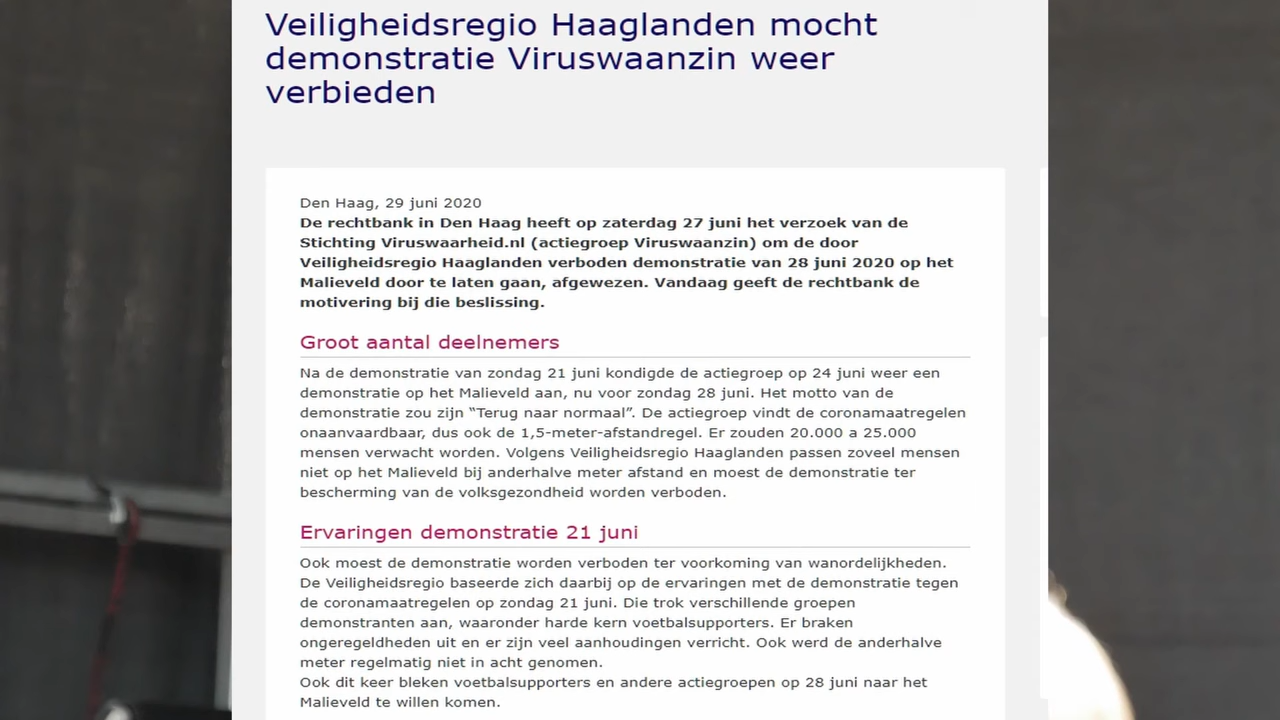 Veiligheidsregio Haaglanden mocht
demonstratie Viruswaanzin weer
verbieden
Den Haag, 29 juni 2020
De rechtbank in Den Haag heeft op zaterdag 27 juni het verzoek van de
Stichting Viruswaarheid.nl (actiegroep Viruswaanzin) om de door
Veiligheidsregio Haaglanden verboden demonstratie van 28 juni 2020 op het
Malieveld door te laten gaan, afgewezen. Vandaag geeft de rechtbank de
motivering bij die beslissing.
Groot aantal deelnemers
Na de demonstratie van zondag 21 juni kondigde de actiegroep op 24 juni weer een
demonstratie op het Malieveld aan, nu voor zondag 28 juni. Het motto van de
demonstratie zou zijn “Terug naar normaal”. De actiegroep vindt de coronamaatregelen
onaanvaardbaar, dus ook de 1,5-meter-afstandregel. Er zouden 20.000 a 25.000
mensen verwacht worden. Volgens Veiligheidsregio Haaglanden passen zoveel mensen
niet op het Malieveld bij anderhalve meter afstand en moest de demonstratie ter
bescherming van de volksgezondheid worden verboden.
Ervaringen demonstratie 21 juni
Ook moest de demonstratie worden verboden ter voorkoming van wanordelijkheden.
De Veiligheidsregio baseerde zich daarbij op de ervaringen met de demonstratie tegen
de coronamaatregelen op zondag 21 juni. Die trok verschillende groepen
demonstranten aan, waaronder harde kern voetbalsupporters. Er braken
ongeregeldheden uit en er zijn veel aanhoudingen verricht. Ook werd de anderhalve
meter regelmatig niet in acht genomen.
Ook dit keer bleken voetbalsupporters en andere actiegroepen op 28 juni naar het
Malieveld te willen komen.